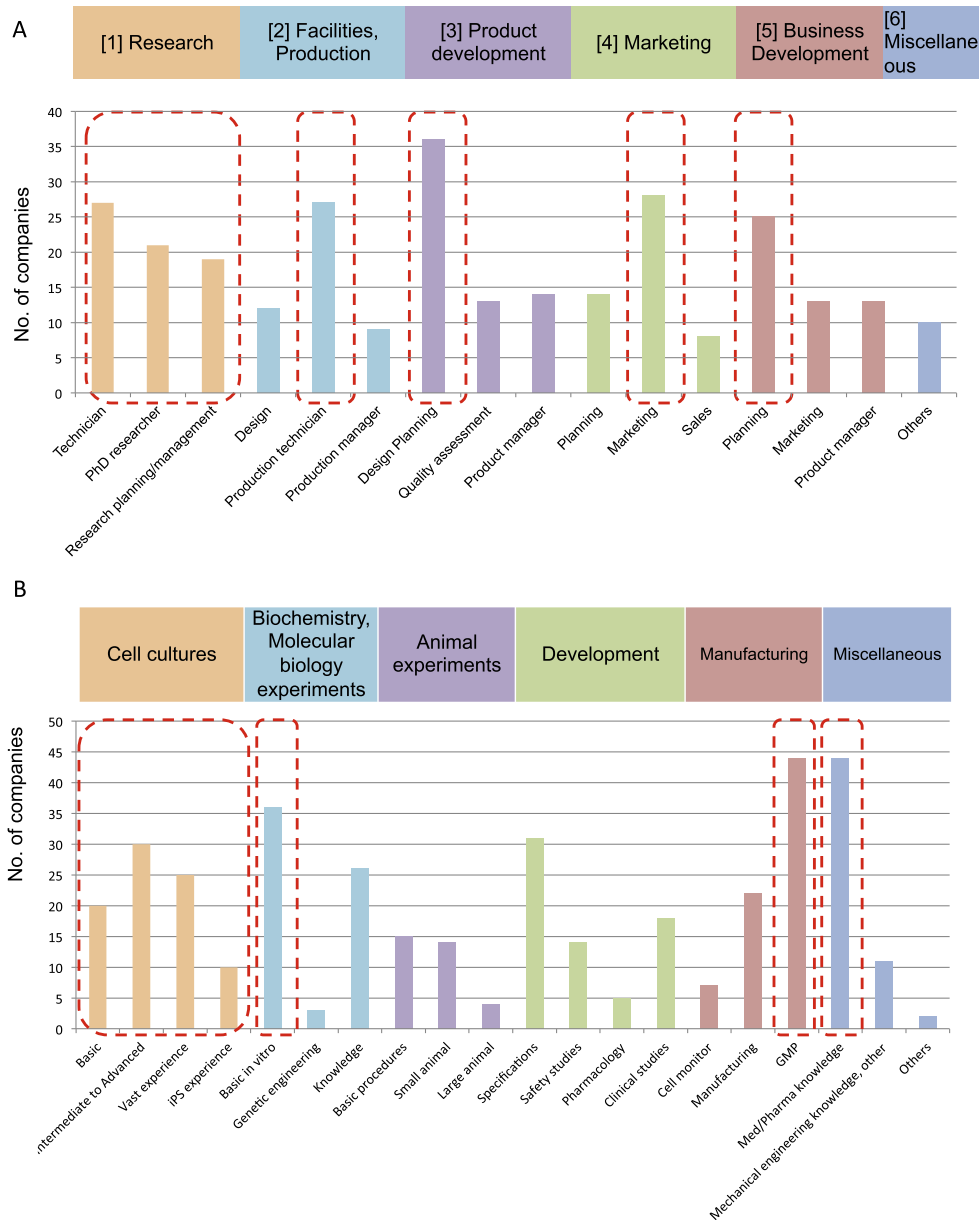 A
[1] Research
[2] Facilities,
Production
[3] Product
development
[4] Marketing
[5] Business
Development
[6]
Miscellane
ous
No. of companies
40
35
30
25
20
15
10
5
0
Technician
PhD researcher
Research planning/management
Design
Production technician
Production manager
Design Planning
Quality assessment
Product manager
Planning
Marketing
Sales
Planning
Marketing
Product manager
Others
B
Cell cultures
Biochemistry,
Molecular
biology
experiments
Animal
experiments
Development
Manufacturing
Miscellaneous
No. of companies
50
45
40
35
30
25
20
15
10
5
0
Basic
ntermediate to Advanced
Vast experience
iPS experience
Basic in vitro
Genetic engineering
Knowledge
Basic procedures
Small animal
Large animal
Specifications
Safety studies
Pharmacology
Clinical studies
Cell monitor
Manufacturing
GMP
Med/Pharma knowledge
Mechanical engineering knowledge, other
Others